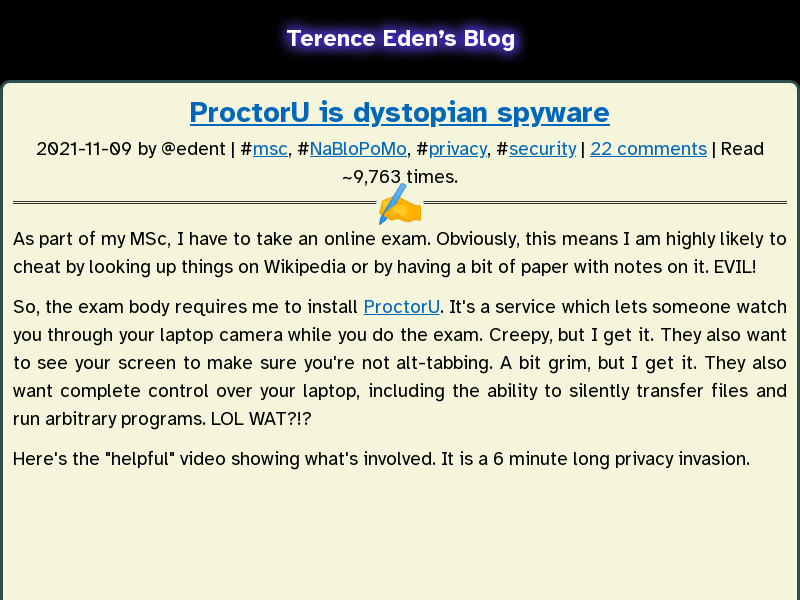 Terence Eden’s Blog
ProctorU is dystopian spyware
2021-11-09 by @edent | #msc, #NaBloPoMo, #privacy, #security | 22 comments | Read
~9,763 times.
As part of my MSc, I have to take an online exam. Obviously, this means I am highly likely to
cheat by looking up things on Wikipedia or by having a bit of paper with notes on it. EVIL!
So, the exam body requires me to install ProctorU. It's a service which lets someone watch
you through your laptop camera while you do the exam. Creepy, but I get it. They also want
to see your screen to make sure you're not alt-tabbing. A bit grim, but I get it. They also
want complete control over your laptop, including the ability to silently transfer files and
run arbitrary programs. LOL WAT?!?
Here's the "helpful" video showing what's involved. It is a 6 minute long privacy invasion.